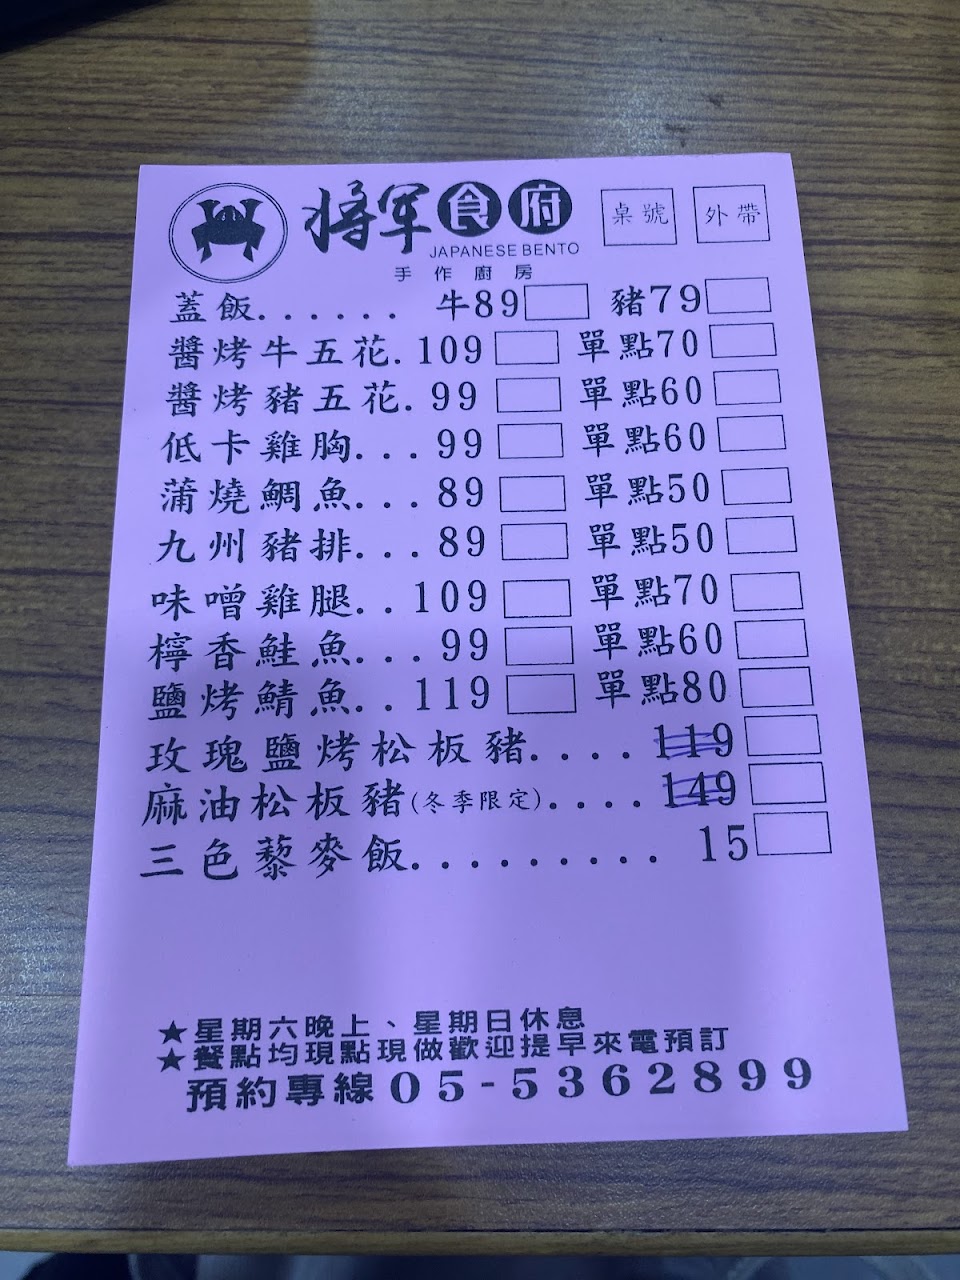 將軍食府 桌號 外帶
JAPANESE BENTO
手作廚房
蓋飯...... 牛89 豬79
醬烤牛五花.109 單點70
醬烤豬五花.99 單點60
低卡雞胸...99 單點60
蒲燒鯛魚...89 單點50
九州豬排...89 單點50
味噌雞腿..109 單點70
檸香鮭魚...99 單點60
鹽烤鯖魚..119 單點80
玫瑰鹽烤松板豬....119
麻油松板豬(冬季限定)....149
三色藜麥飯......... 15
★星期六晚上、星期日休息
★餐點均現點現做歡迎提早來電預訂
預約專線05-5362899